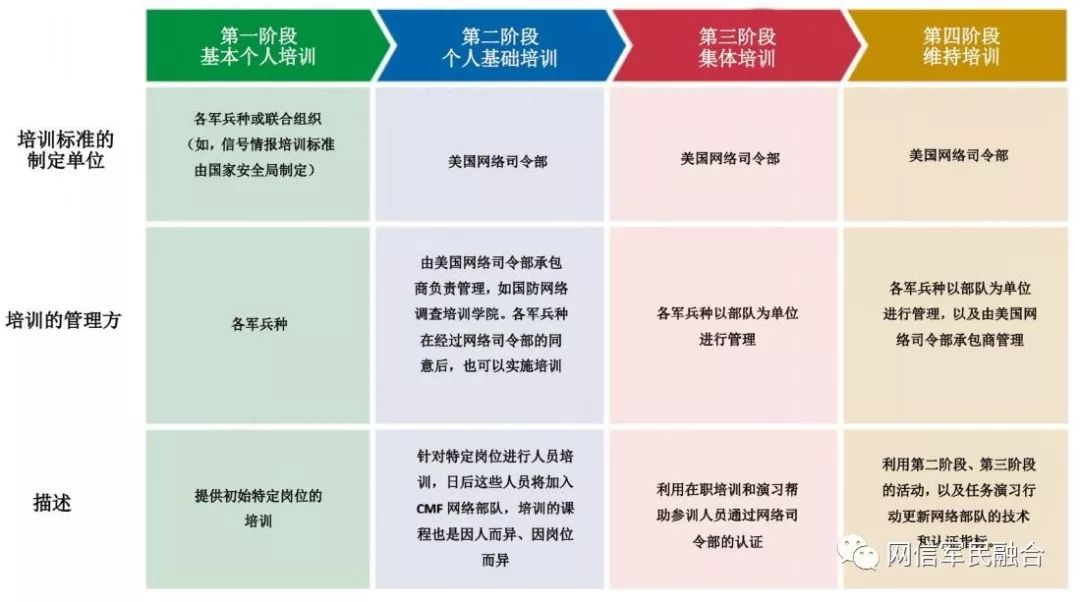 第一阶段
基本个人培训
第二阶段
个人基础培训
第三阶段
集体培训
第四阶段
维持培训
培训标准的
制定单位
各军兵种或联合组织
（如，信号情报培训标准
由国家安全局制定）
美国网络司令部
美国网络司令部
美国网络司令部
培训的管理方
各军兵种
由美国网络司令部承包
商负责管理，如国防网络
调查培训学院。各军兵种
在经过网络司令部的同
意后，也可以实施培训
各军兵种以部队为单位
进行管理
各军兵种以部队为单位
进行管理，以及由美国网
络司令部承包商管理
描述
提供初始特定岗位的
培训
针对特定岗位进行人员培
训，日后这些人员将加入
CMF 网络部队，培训的课
程也是因人而异、因岗位
而异
利用在职培训和演习帮
助参训人员通过网络司
令部的认证
利用第二阶段、第三阶段
的活动，以及任务演习行
动更新网络部队的技术
和认证指标。
网信军民融合